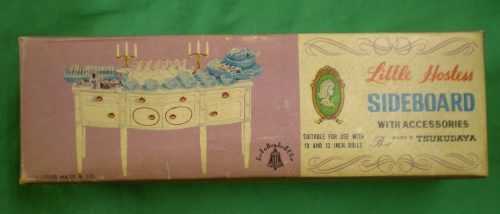 Little Hostess
SIDEBOARD
WITH ACCESSORIES
SUITABLE FOR USE WITH
TSUKUDAYA
10 AND 12 INCH DOLLS
© LOUIS MARX & CO.